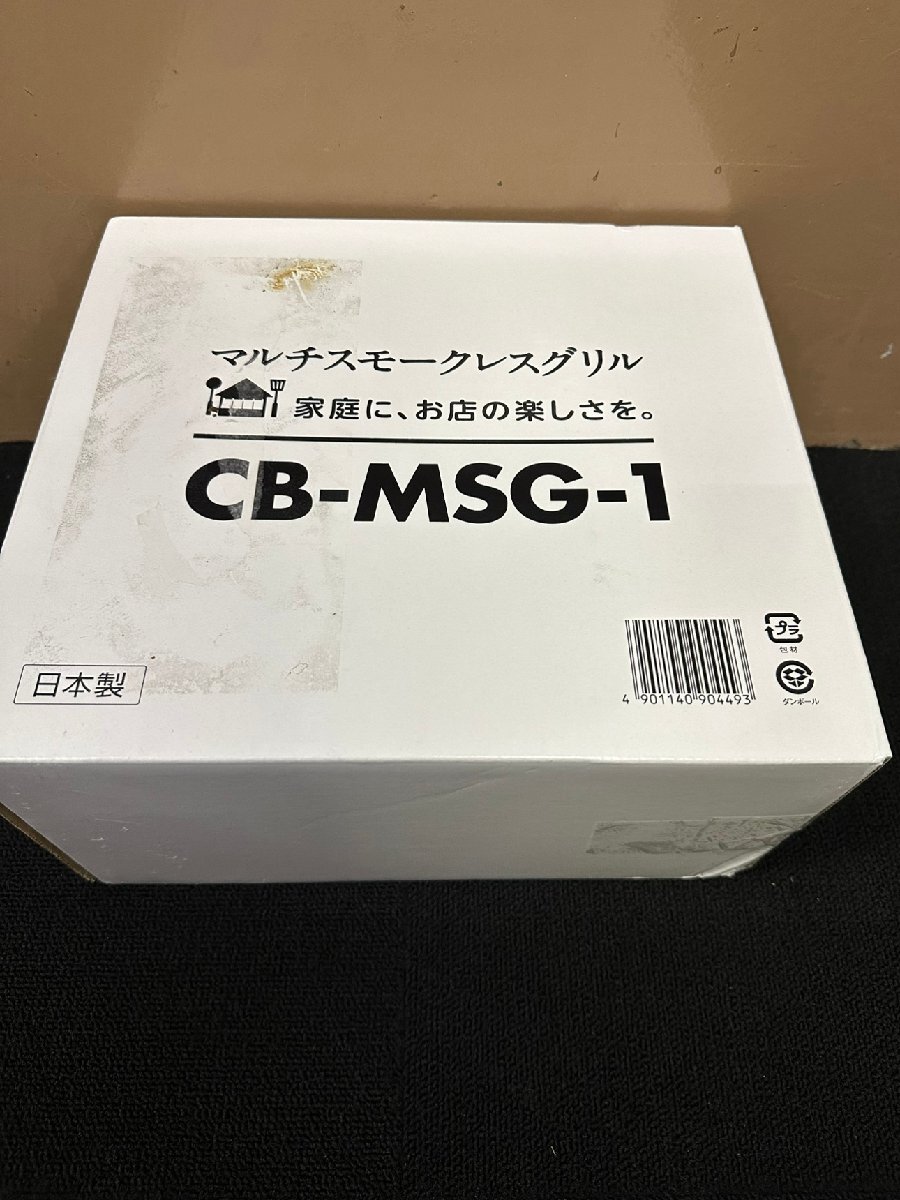 マルチスモークレスグリル
家庭に、お店の楽しさを。
CB-MSG-1
日本製
4 901140 904493
プラ
包材
ダンボール